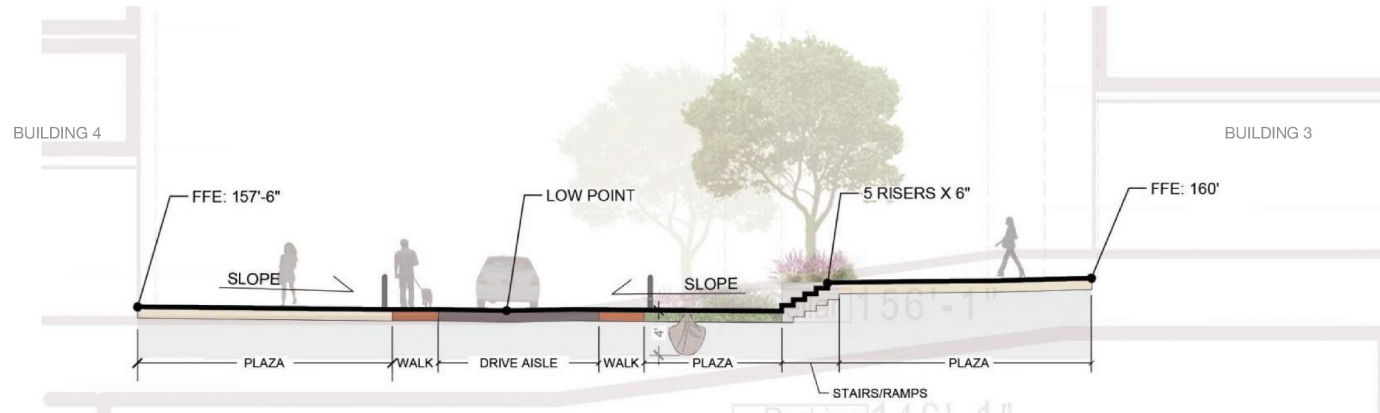 BUILDING 4
BUILDING 3
FFE: 157'-6"
LOW POINT
5 RISERS X 6"
FFE: 160'
SLOPE
SLOPE
156'-1"
4'
PLAZA
WALK
DRIVE AISLE
WALK
PLAZA
PLAZA
STAIRS/RAMPS